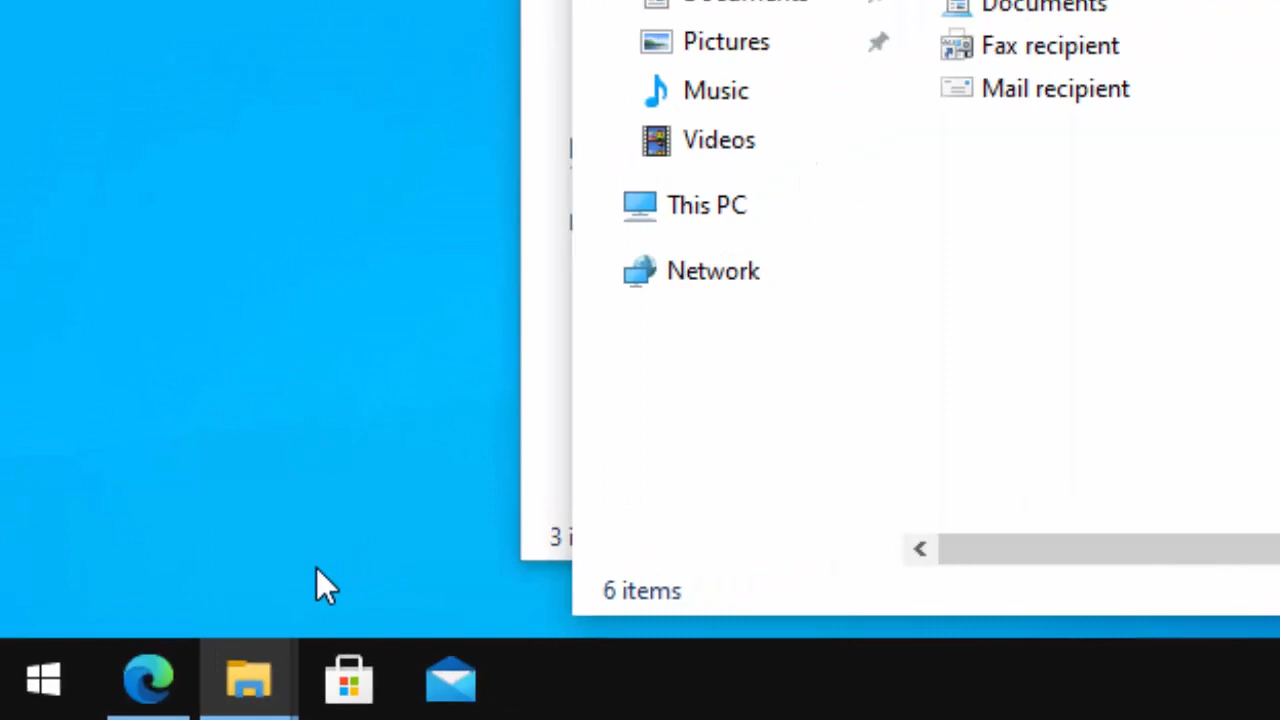 Documents
Documents
Pictures
Fax recipient
Music
Mail recipient
Videos
This PC
Network
3 i
6 items